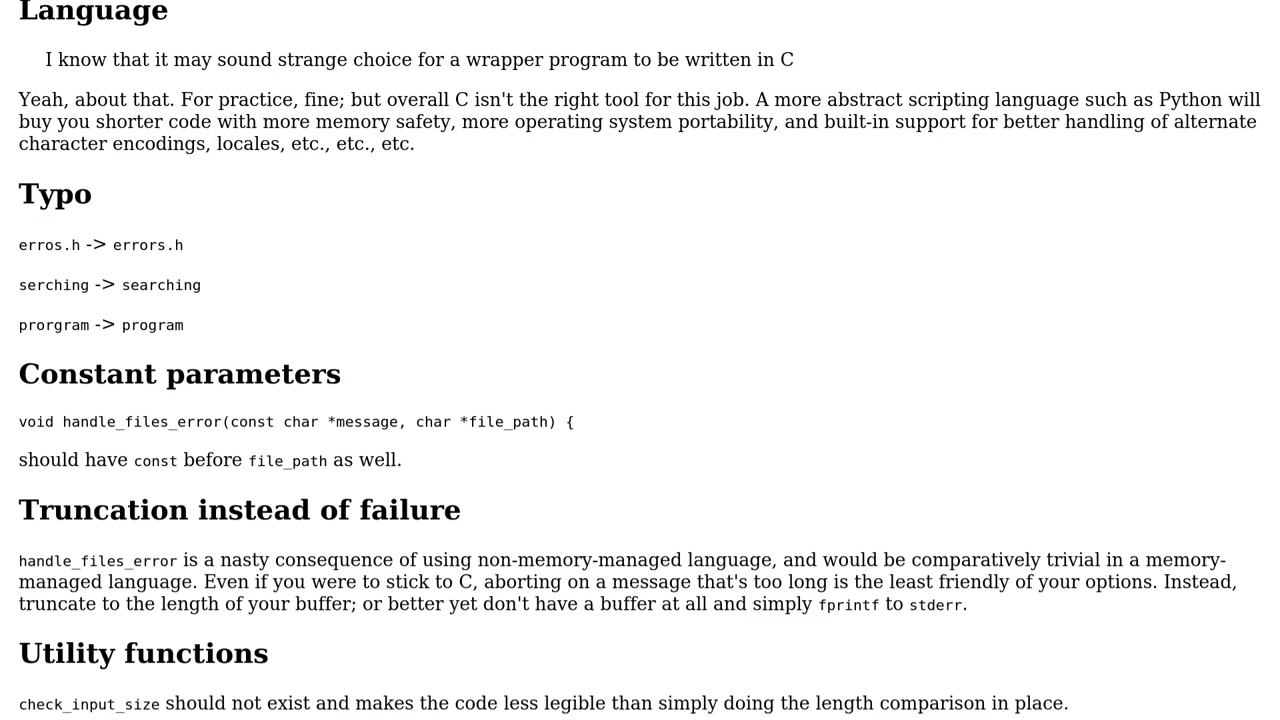 Language
I know that it may sound strange choice for a wrapper program to be written in C
Yeah, about that. For practice, fine; but overall C isn't the right tool for this job. A more abstract scripting language such as Python will
buy you shorter code with more memory safety, more operating system portability, and built-in support for better handling of alternate
character encodings, locales, etc., etc., etc.
Typo
erros.h -> errors.h
serching -> searching
prorgram -> program
Constant parameters
void handle_files_error(const char *message, char *file_path) {
should have const before file_path as well.
Truncation instead of failure
handle_files_error is a nasty consequence of using non-memory-managed language, and would be comparatively trivial in a memory-
managed language. Even if you were to stick to C, aborting on a message that's too long is the least friendly of your options. Instead,
truncate to the length of your buffer; or better yet don't have a buffer at all and simply fprintf to stderr.
Utility functions
check_input_size should not exist and makes the code less legible than simply doing the length comparison in place.